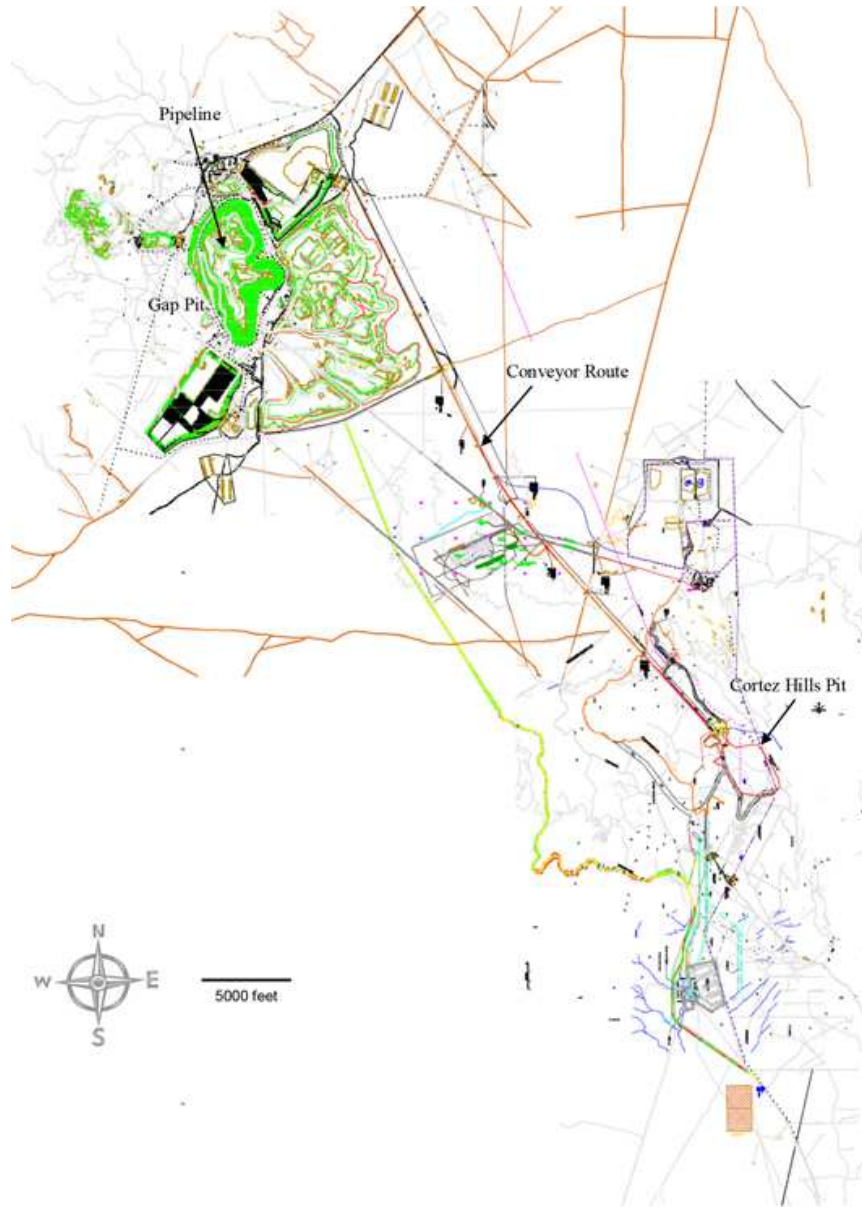 Pipeline
Gap Pit
Conveyor Route
Cortez Hills Pit
N
W E
S
5000 feet